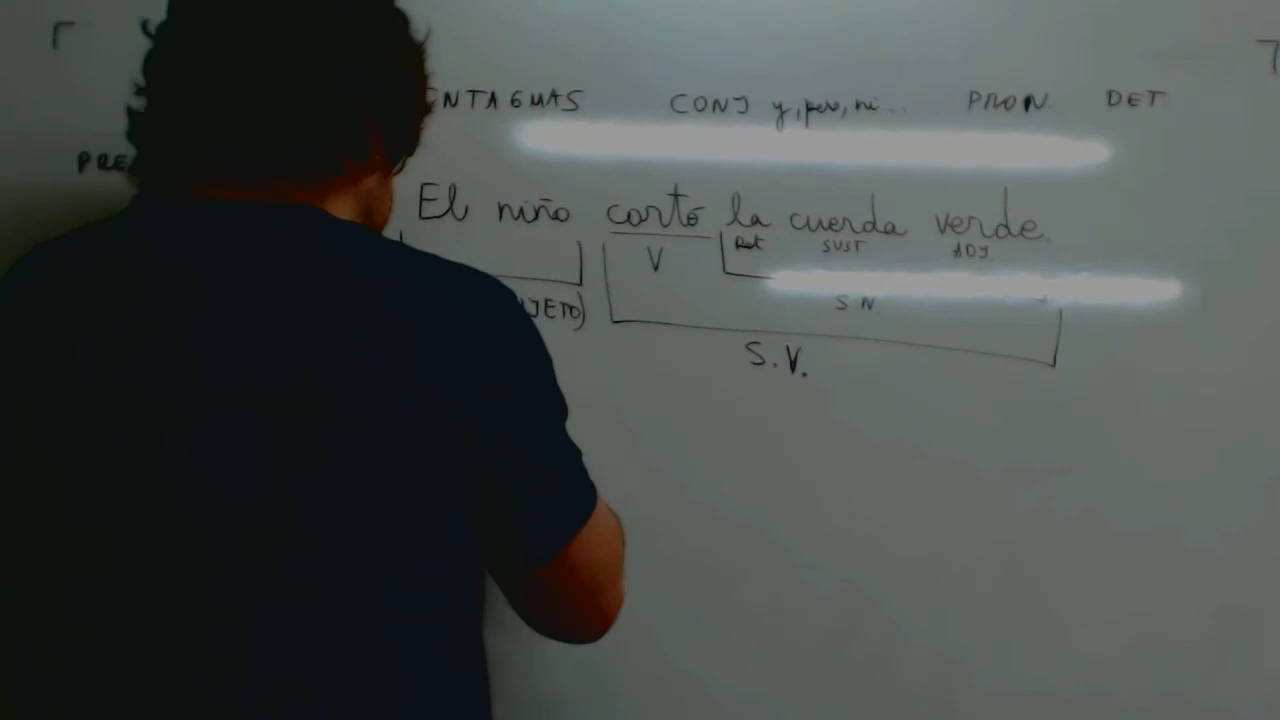 NTAGMAS CONJ y, pero, ni... PRON. DET
PRE
El niño cortó la cuerda verde.
V Det SUST ADJ
JETO) S.N.
S.V.